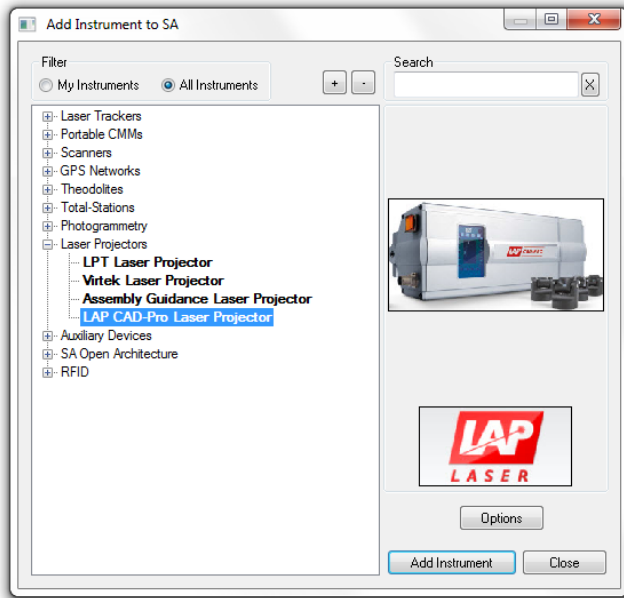 Add Instrument to SA
Filter
My Instruments
All Instruments
+
-
Search
X
Laser Trackers
Portable CMMs
Scanners
GPS Networks
Theodolites
Total-Stations
Photogrammetry
Laser Projectors
LPT Laser Projector
Virtek Laser Projector
Assembly Guidance Laser Projector
LAP CAD-Pro Laser Projector
Auxiliary Devices
SA Open Architecture
RFID
LAP CAD-PRO
LAP
LASER
Options
Add Instrument
Close